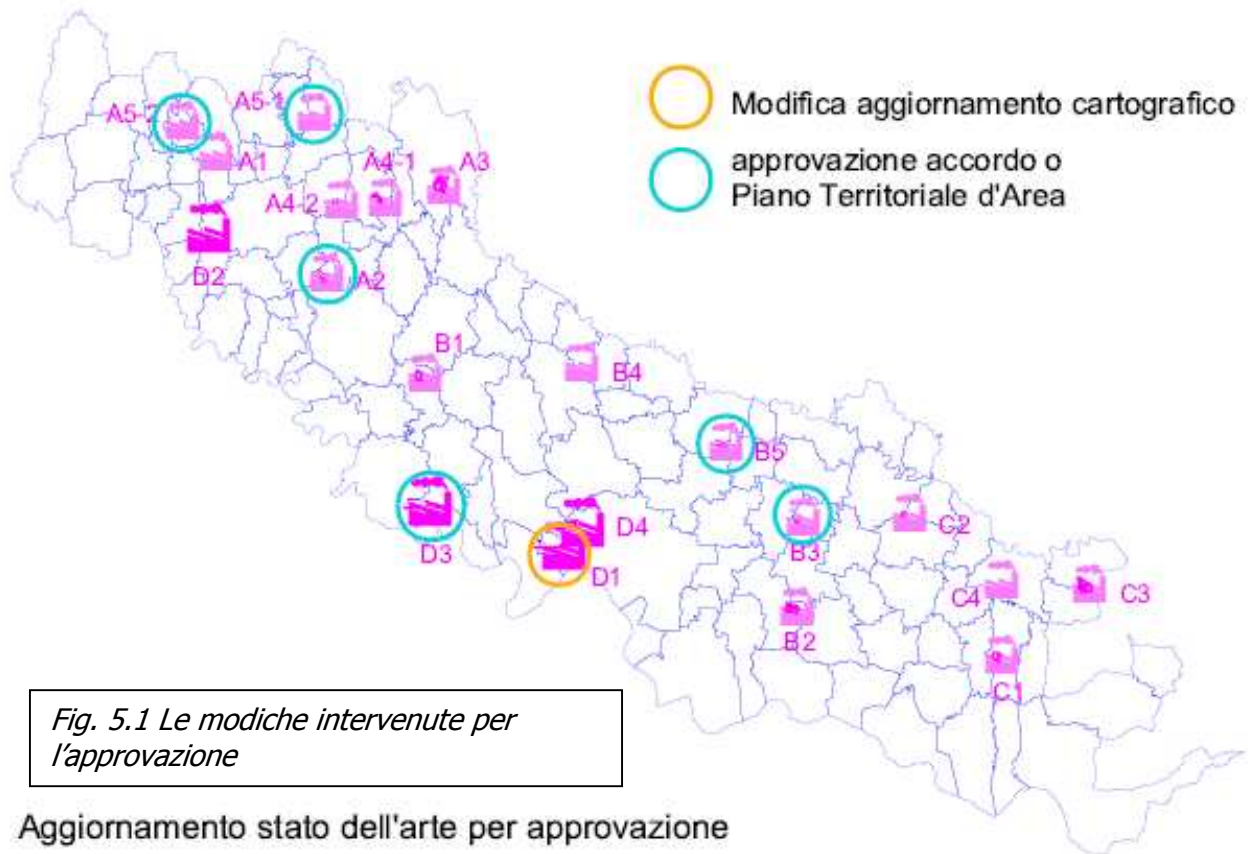 Modifica aggiornamento cartografico
approvazione accordo o
Piano Territoriale d'Area
A5-2
A5-1
A1
A4-1
A3
A4-2
D2
A2
B1
B4
B5
D3
D4
D1
B3
C2
B2
C4
C3
C1
Fig. 5.1 Le modiche intervenute per
l'approvazione
Aggiornamento stato dell'arte per approvazione